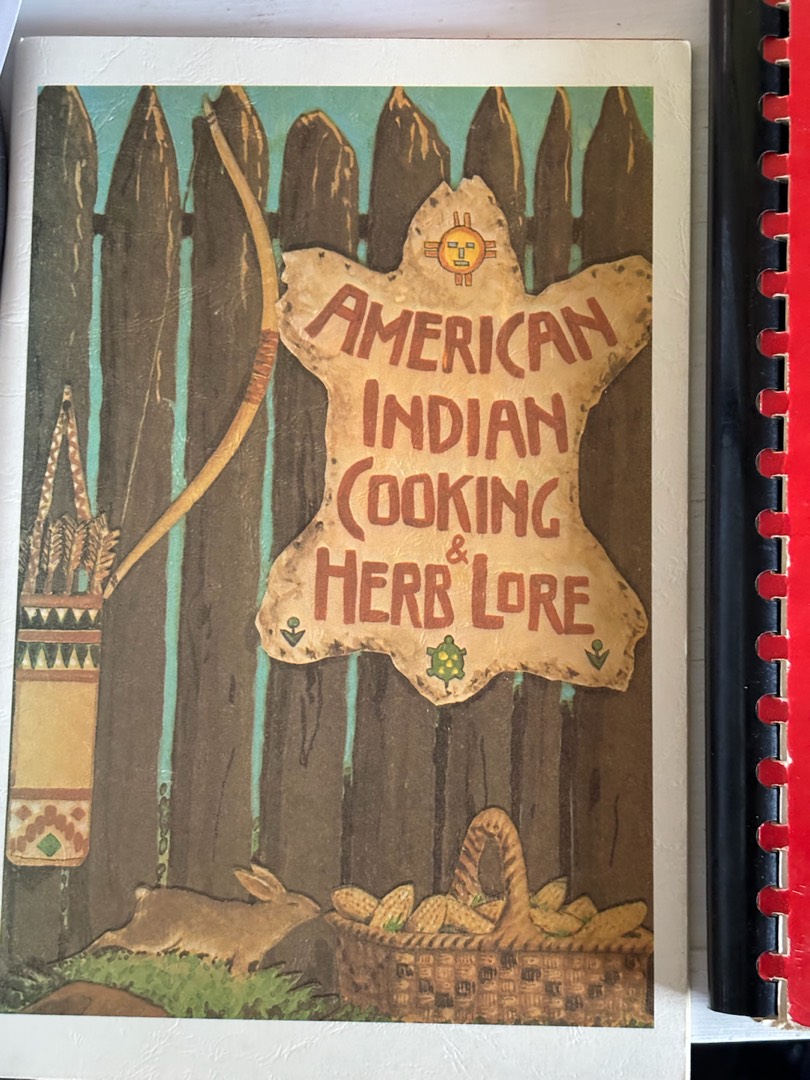 AMERICAN
INDIAN
COOKING
&
HERB LORE